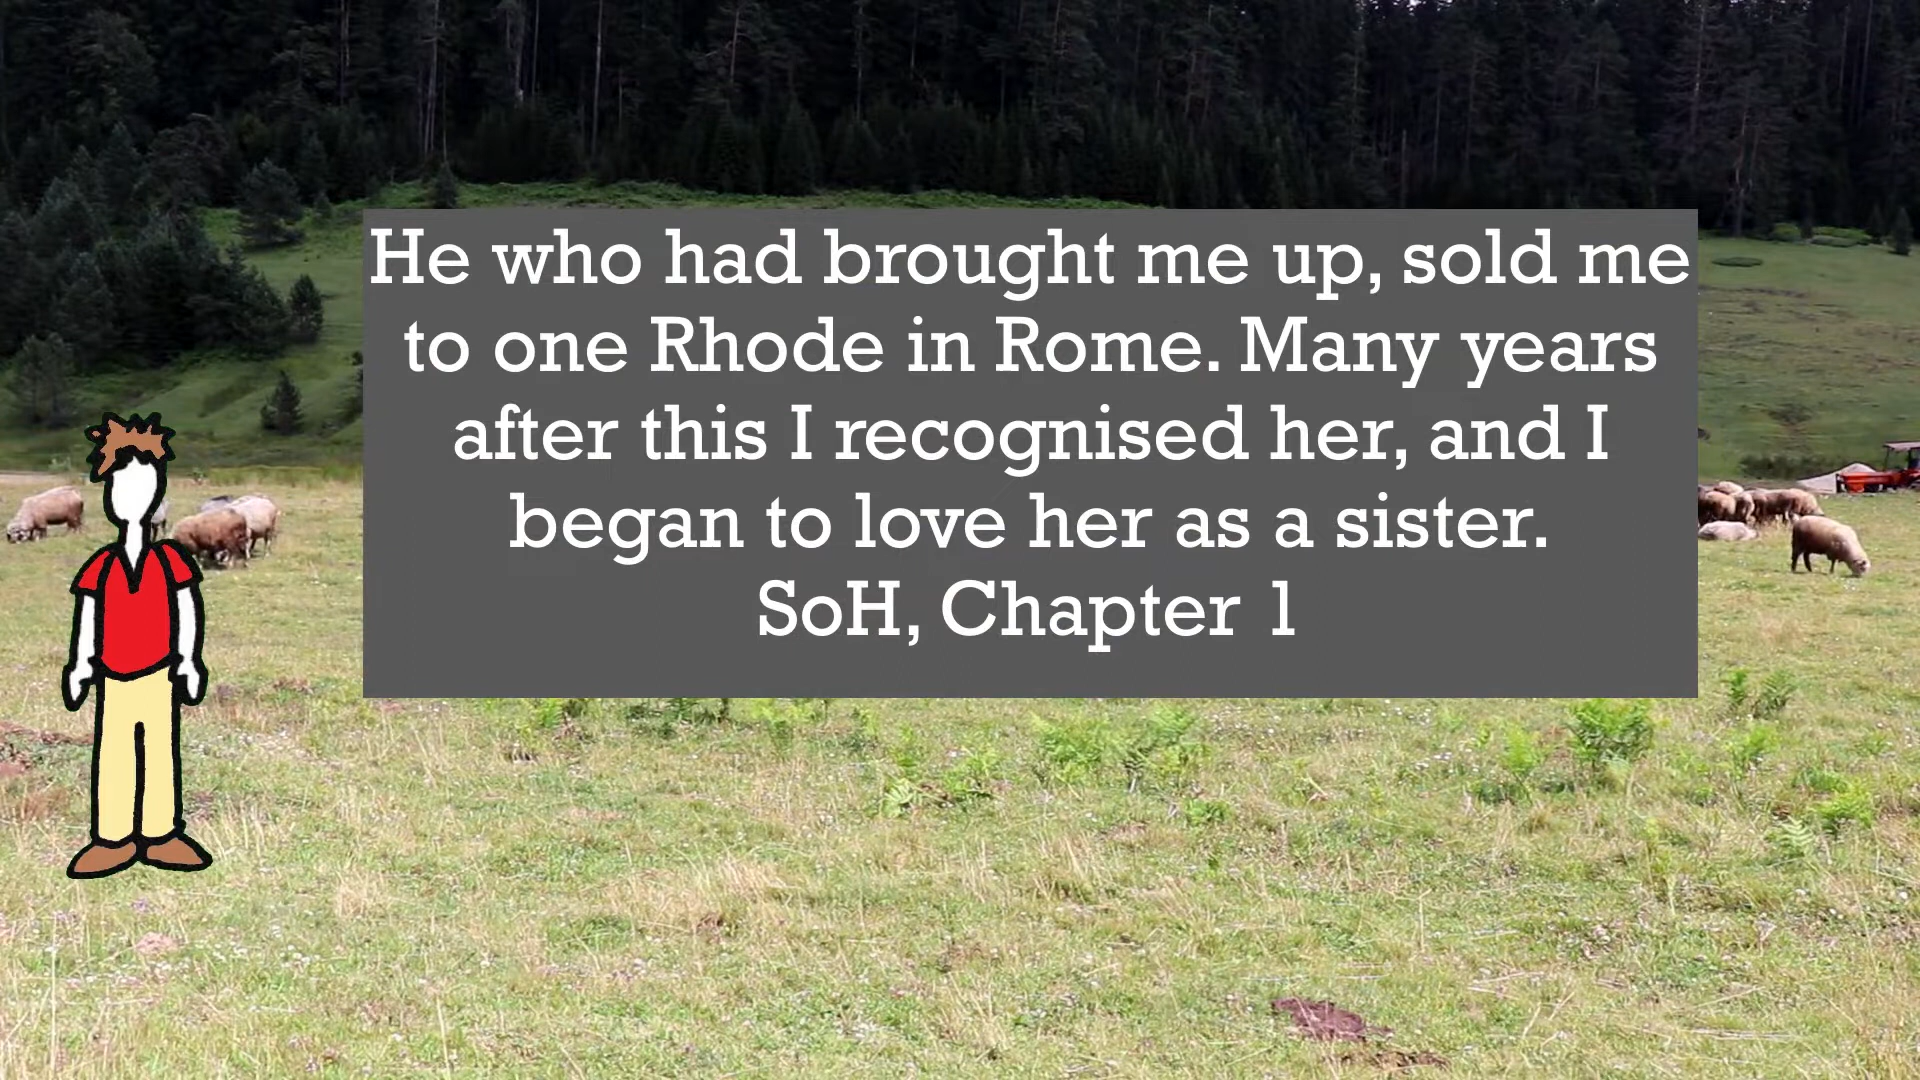 He who had brought me up, sold me
to one Rhode in Rome. Many years
after this I recognised her, and I
began to love her as a sister.
SoH, Chapter 1